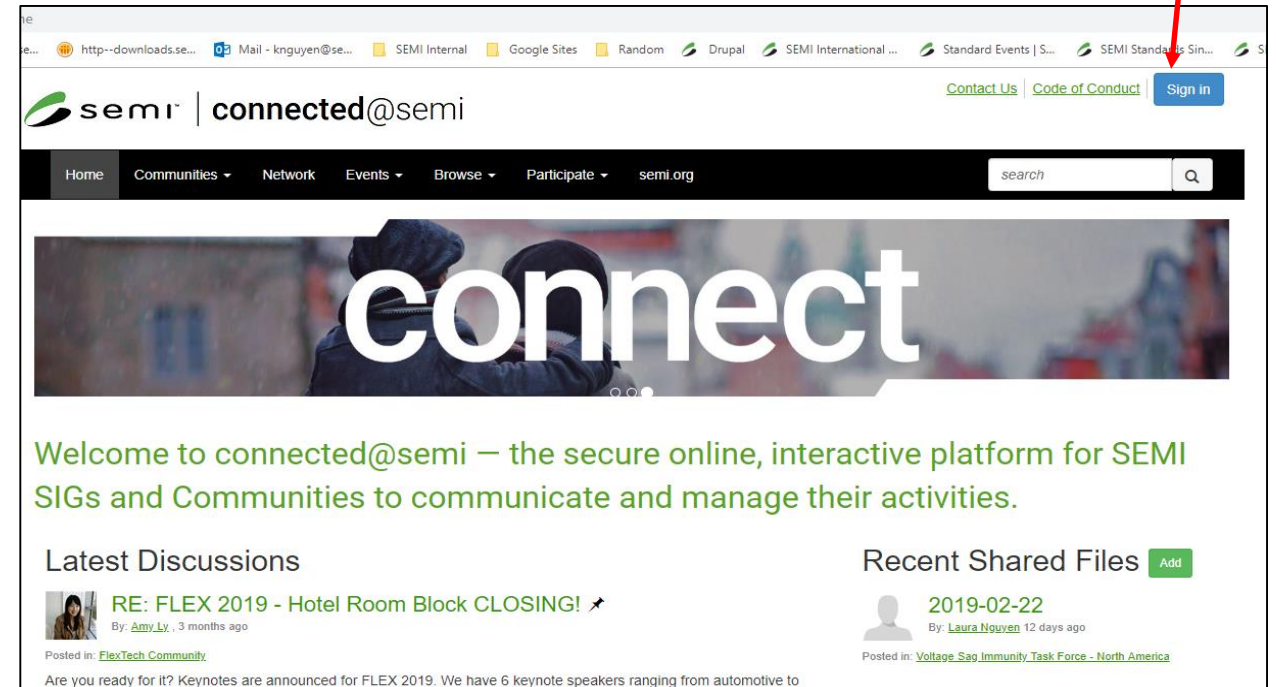 ne
se...
http--downloads.se...
Mail - knguyen@se...
SEMI Internal
Google Sites
Random
Drupal
SEMI International ...
Standard Events | S...
SEMI Standards Sin...
S
semi | connected@semi
Contact Us | Code of Conduct | Sign in
Home Communities Network Events Browse Participate semi.org
search
connect
Welcome to connected@semi — the secure online, interactive platform for SEMI
SIGs and Communities to communicate and manage their activities.
Latest Discussions
RE: FLEX 2019 - Hotel Room Block CLOSING!
By: Amy Ly , 3 months ago
Posted in: FlexTech Community
Are you ready for it? Keynotes are announced for FLEX 2019. We have 6 keynote speakers ranging from automotive to
Recent Shared Files Add
2019-02-22
By: Laura Nguyen 12 days ago
Posted in: Voltage Sag Immunity Task Force - North America